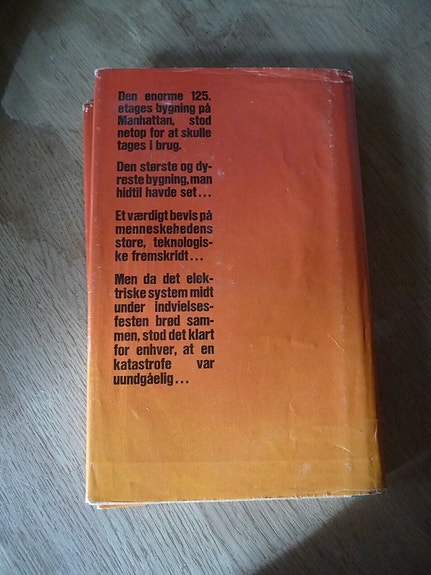 Den enorme 125.
etages bygning på
Manhattan, stod
netop for at skulle
tages i brug.
Den største og dy-
reste bygning, man
hidtil havde set...
Et værdigt bevis på
menneskehedens
store, teknologis-
ke fremskridt...
Men da det elek-
triske system midt
under indvielses-
festen brød sam-
men, stod det klart
for enhver, at en
katastrofe var
uundgåelig...